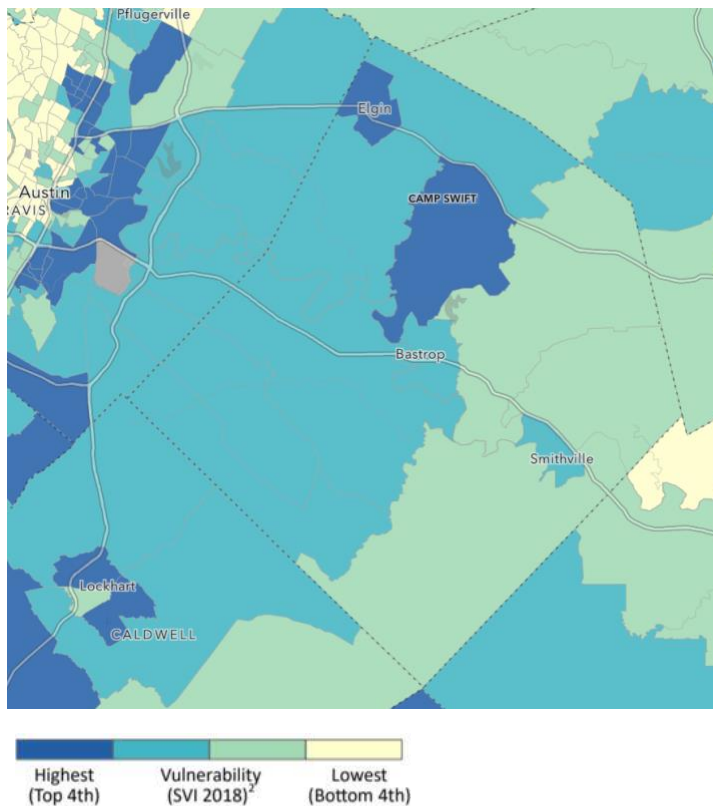 Pflugerville
Elgin
Austin
RAVIS
CAMP SWIFT
Bastrop
Smithville
Lockhart
CALDWELL
Highest
(Top 4th)
Vulnerability
(SVI 2018)2
Lowest
(Bottom 4th)